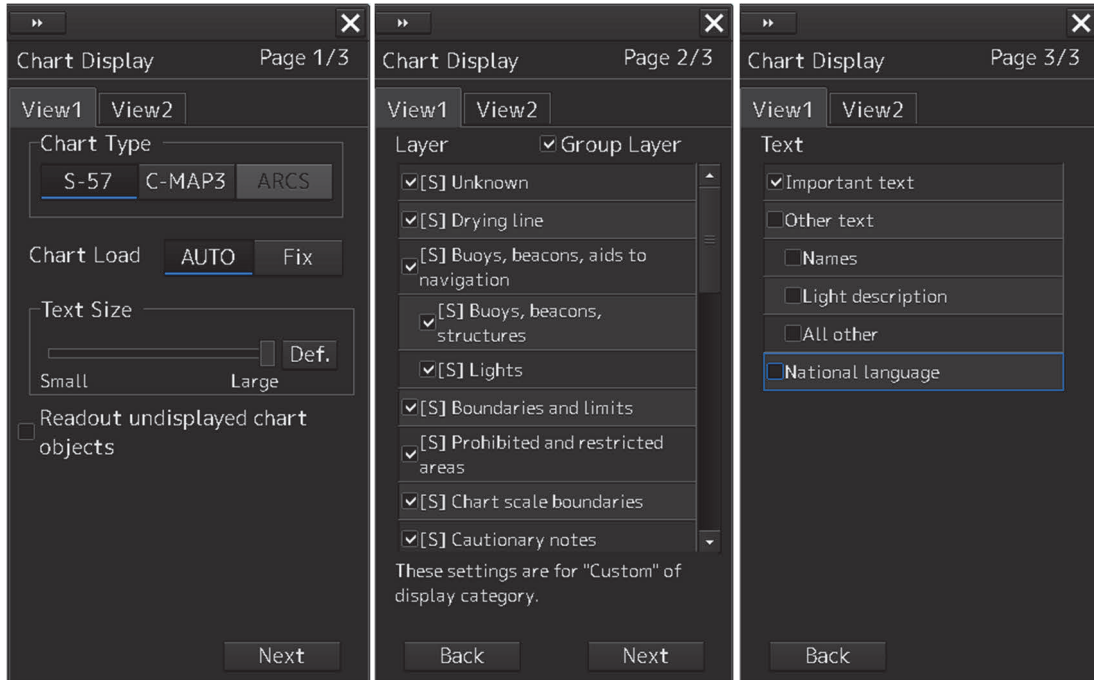 Chart Display Page 1/3
View1 View2
Chart Type
S-57 C-MAP3 ARCS
Chart Load AUTO Fix
Text Size
Def.
Small Large
Readout undisplayed chart
objects
Next
Chart Display Page 2/3
View1 View2
Layer Group Layer
[S] Unknown
[S] Drying line
[S] Buoys, beacons, aids to
navigation
[S] Buoys, beacons,
structures
[S] Lights
[S] Boundaries and limits
[S] Prohibited and restricted
areas
[S] Chart scale boundaries
[S] Cautionary notes
These settings are for "Custom" of
display category.
Back Next
Chart Display Page 3/3
View1 View2
Text
Important text
Other text
Names
Light description
All other
National language
Back